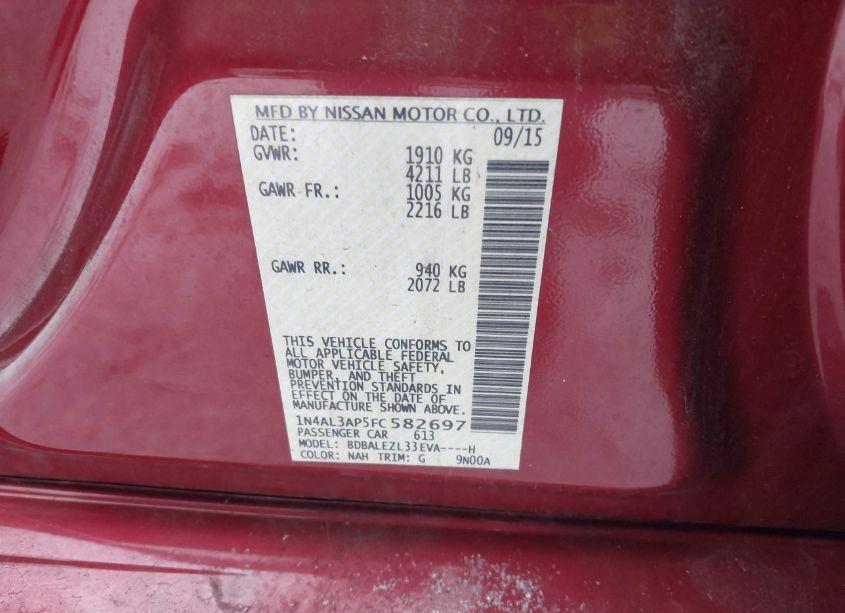 MFD BY NISSAN MOTOR CO., LTD.
DATE: 09/15
GVWR: 1910 KG
4211 LB
GAWR FR.: 1005 KG
2216 LB
GAWR RR.: 940 KG
2072 LB
THIS VEHICLE CONFORMS TO
ALL APPLICABLE FEDERAL
MOTOR VEHICLE SAFETY,
BUMPER, AND THEFT
PREVENTION STANDARDS IN
EFFECT ON THE DATE OF
MANUFACTURE SHOWN ABOVE.
1N4AL3AP5FC582697
PASSENGER CAR 613
MODEL: BDBALEZL33EVA----H
COLOR: NAH TRIM: G 9N00A